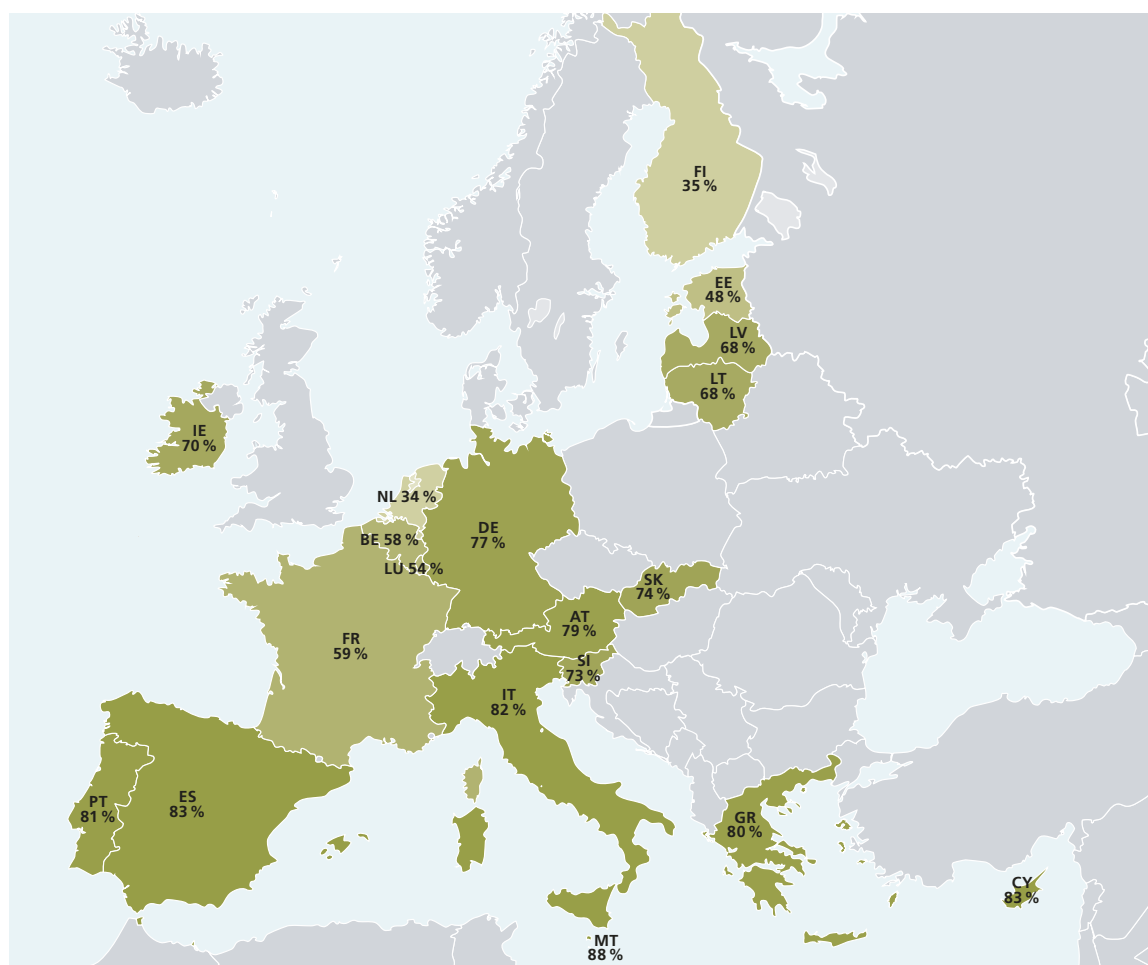 FI
35 %
EE
48 %
LV
68 %
LT
68 %
IE
70 %
NL 34 %
DE
77 %
BE 58 %
LU 54 %
SK
74 %
AT
79 %
FR
59 %
SI
73 %
IT
82 %
PT
81 %
ES
83 %
GR
80 %
CY
83 %
MT
88 %